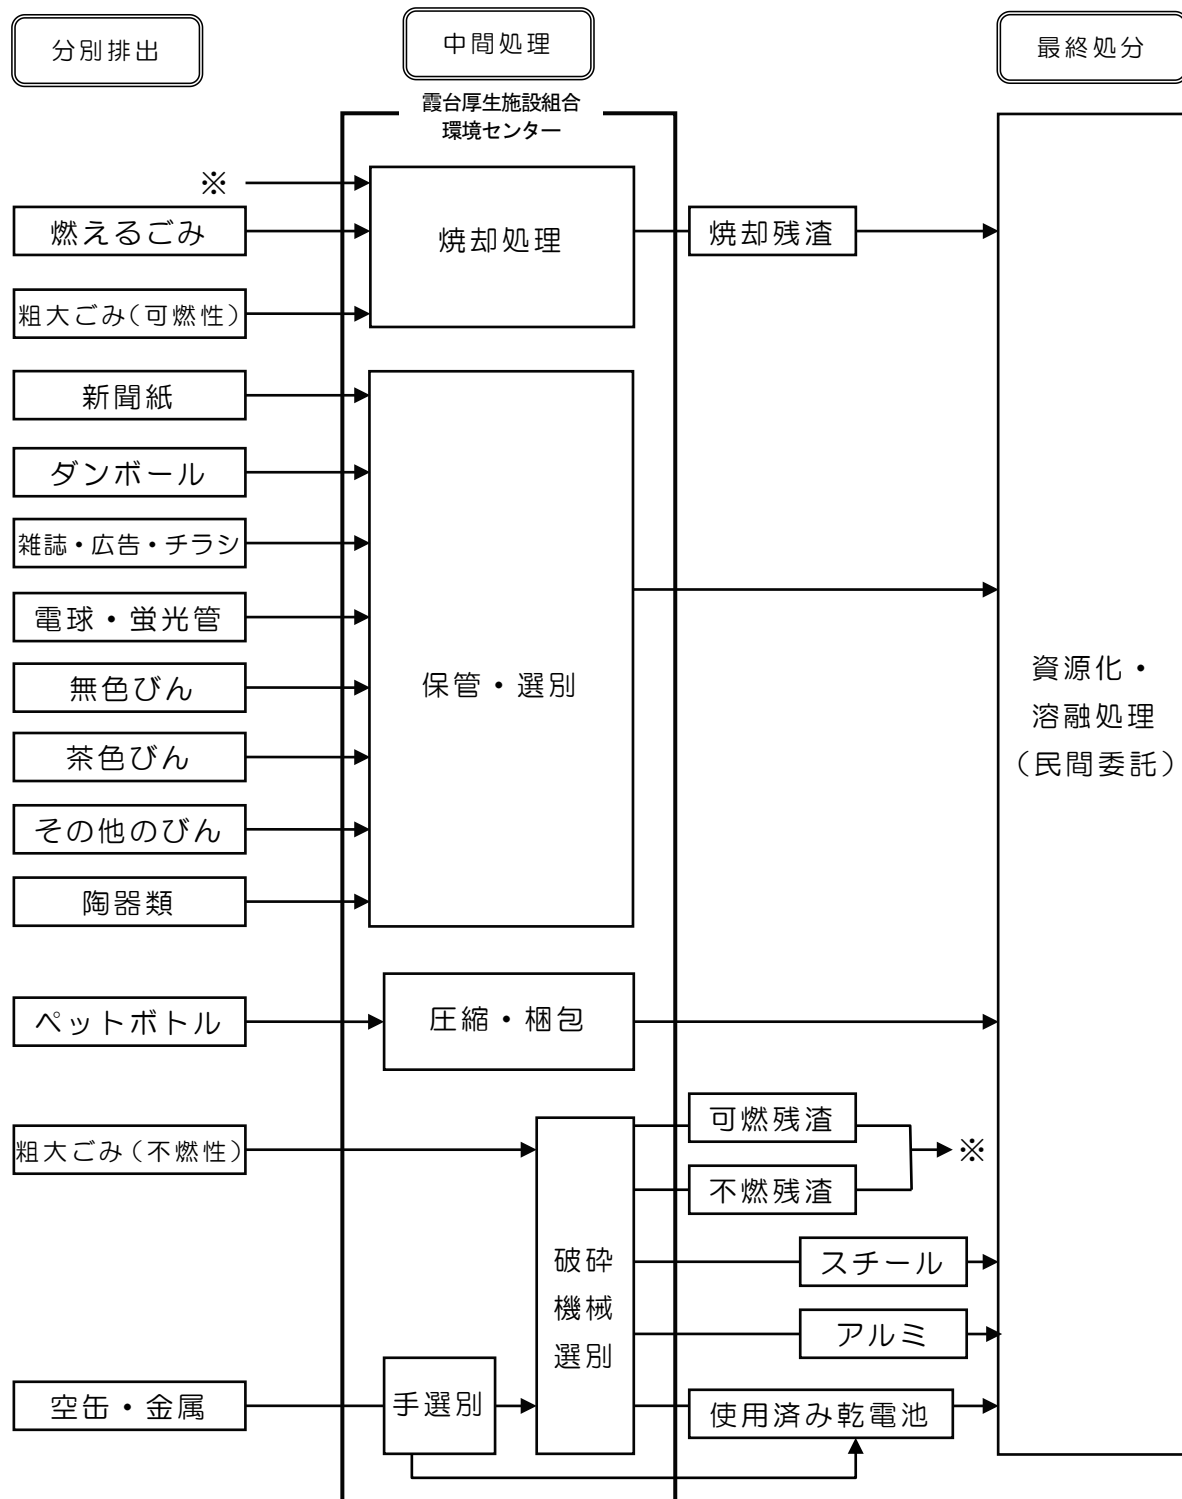 分別排出
中間処理
最終処分
霞台厚生施設組合
環境センター
※
燃えるごみ
焼却処理
焼却残渣
粗大ごみ(可燃性)
新聞紙
ダンボール
雑誌・広告・チラシ
電球・蛍光管
無色びん
茶色びん
その他のびん
陶器類
保管・選別
資源化・
溶融処理
(民間委託)
ペットボトル
圧縮・梱包
粗大ごみ(不燃性)
可燃残渣
不燃残渣
※
破砕
機械
選別
スチール
アルミ
空缶・金属
手選別
使用済み乾電池